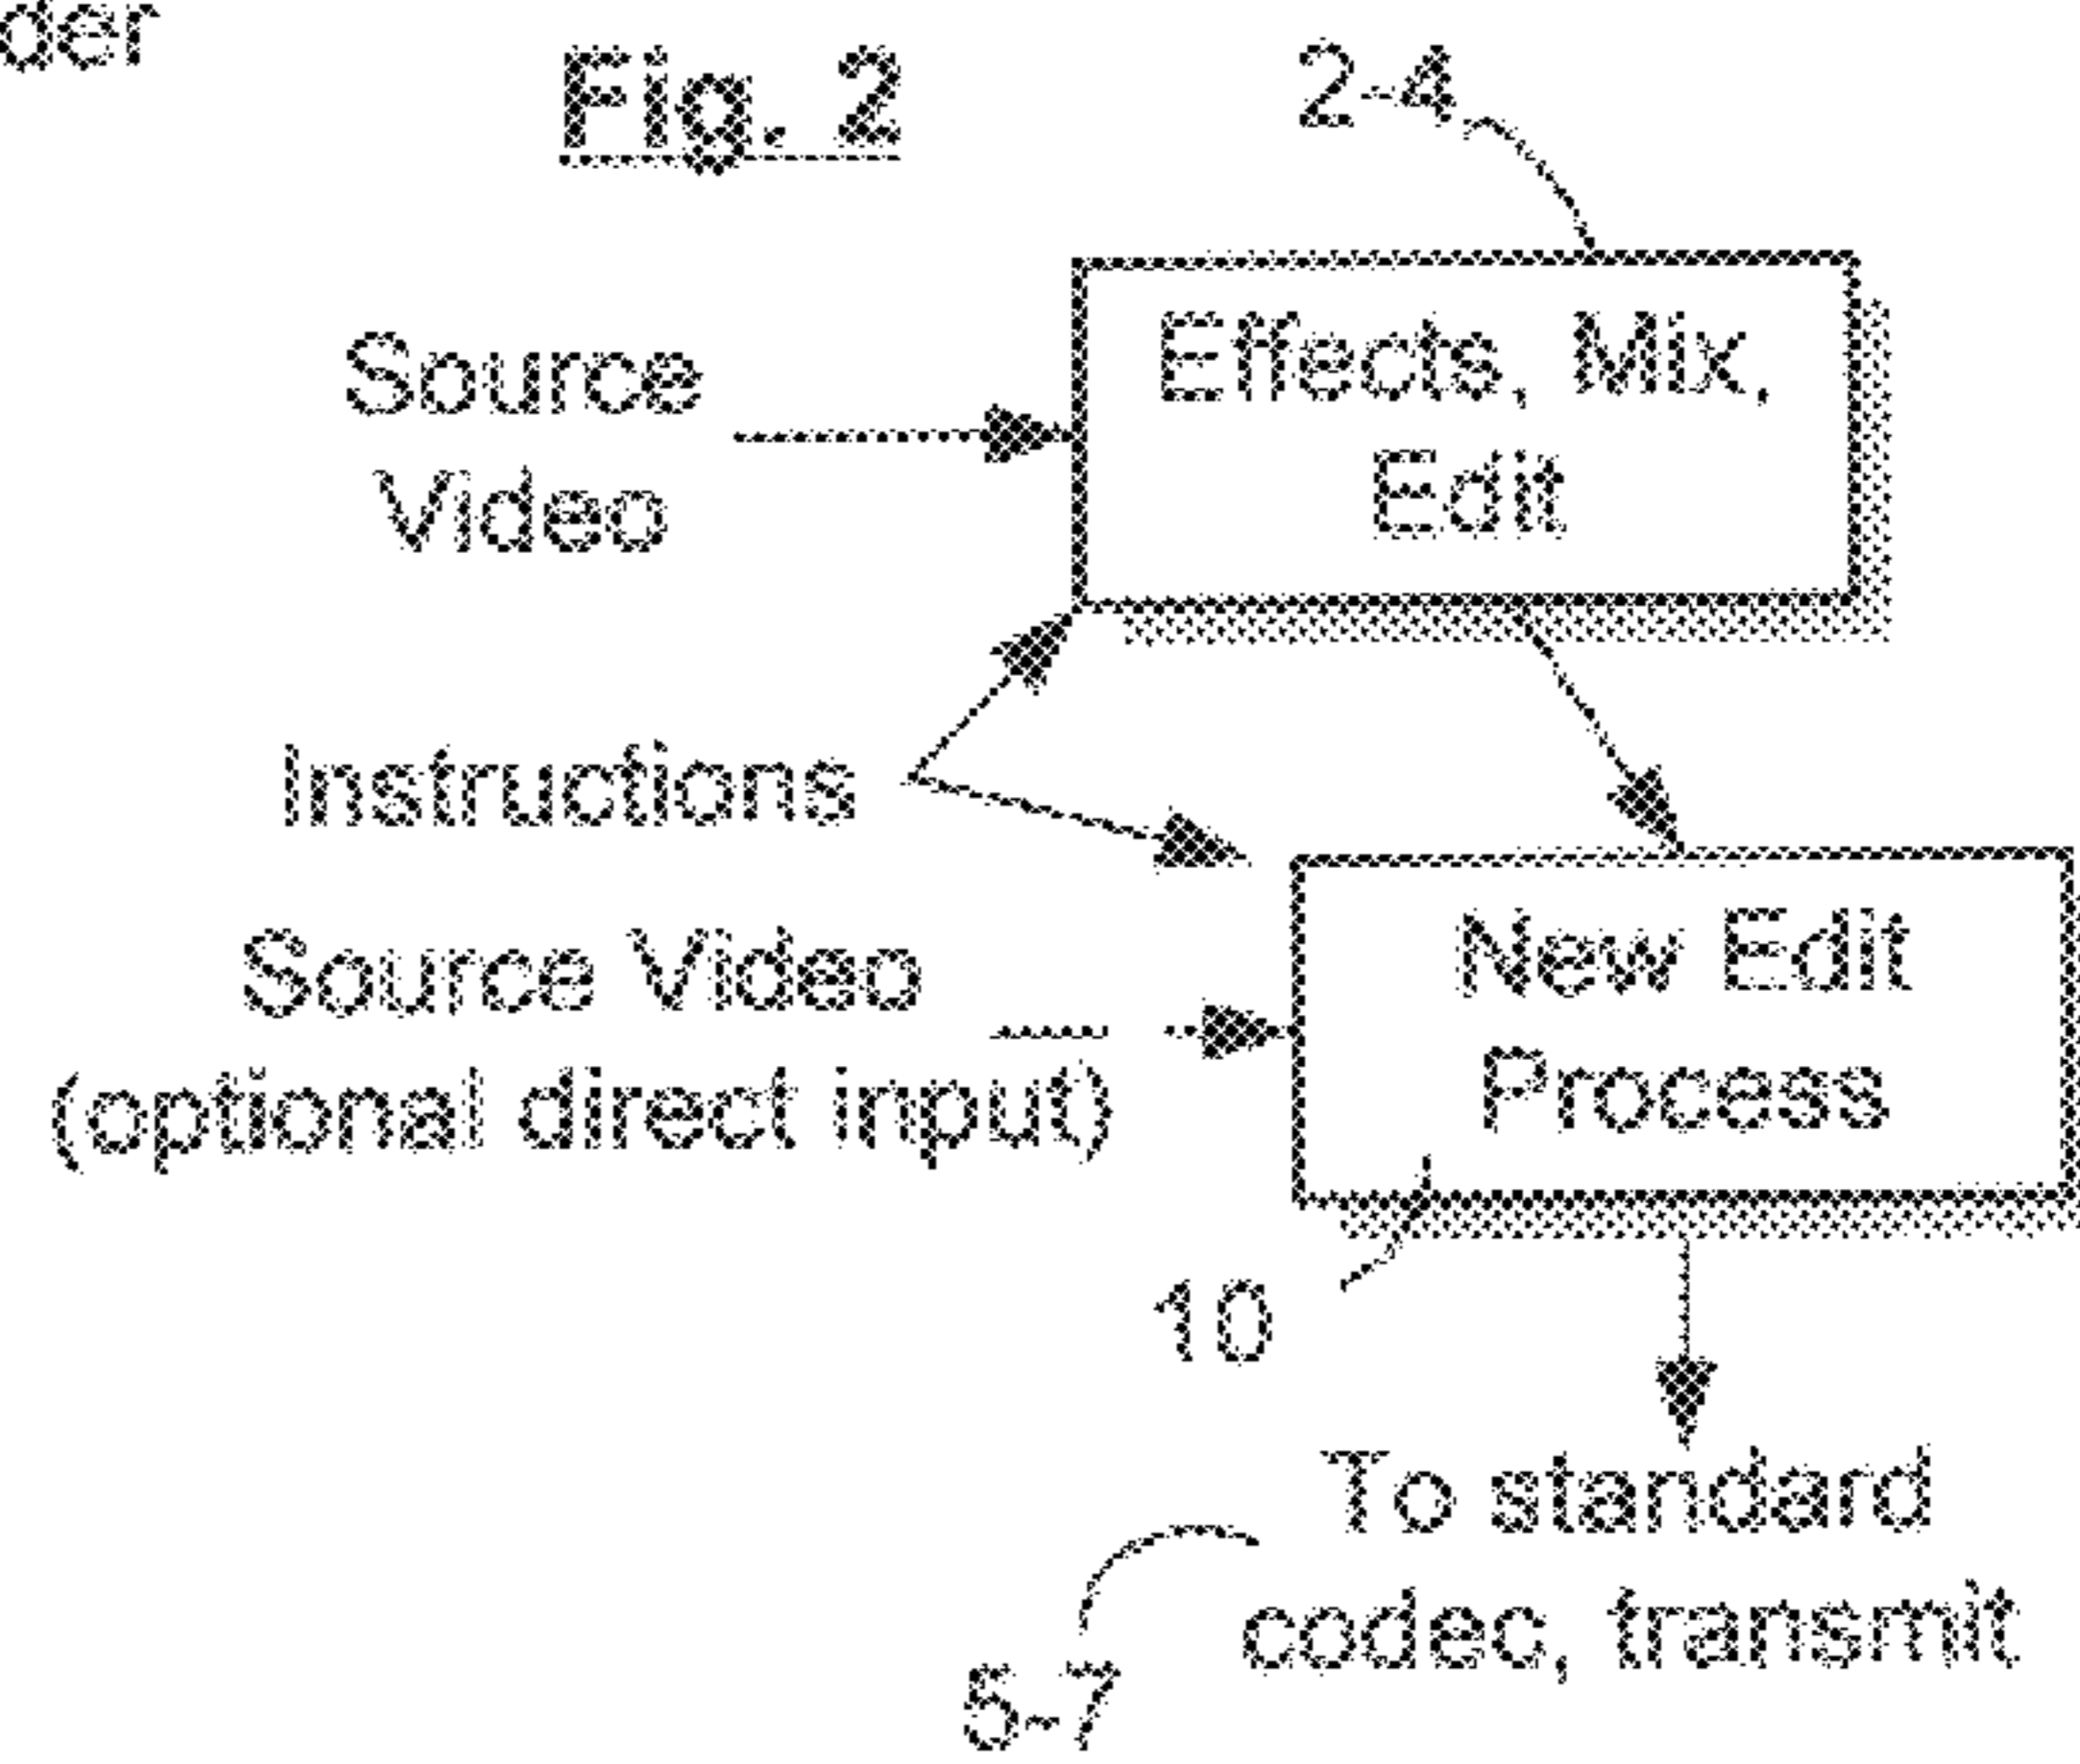 der
Fig. 2
2-4
Source
Video
Effects, Mix,
Edit
Instructions
Source Video
(optional direct input)
New Edit
Process
10
To standard
codec, transmit
5-7